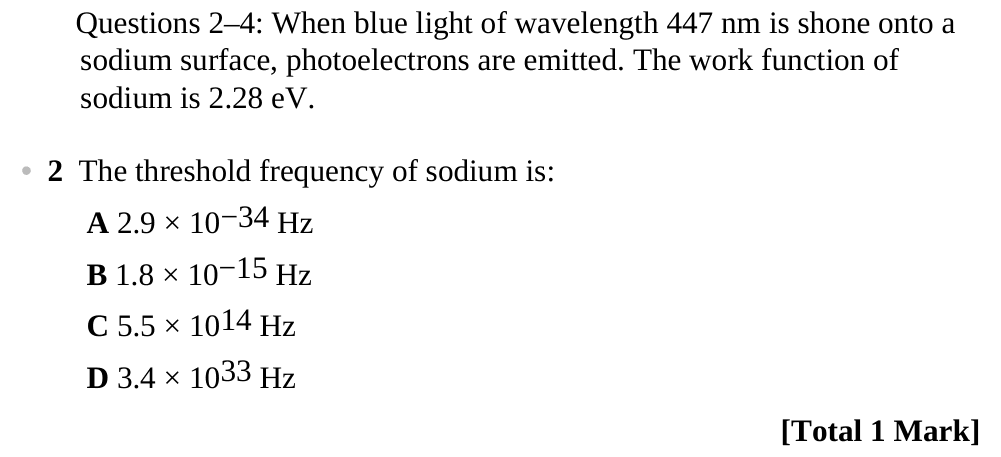 Questions 2–4: When blue light of wavelength 447 nm is shone onto a
sodium surface, photoelectrons are emitted. The work function of
sodium is 2.28 eV.
• 2 The threshold frequency of sodium is:
A 2.9 × 10−34 Hz
B 1.8 × 10−15 Hz
C 5.5 × 1014 Hz
D 3.4 × 1033 Hz
[Total 1 Mark]